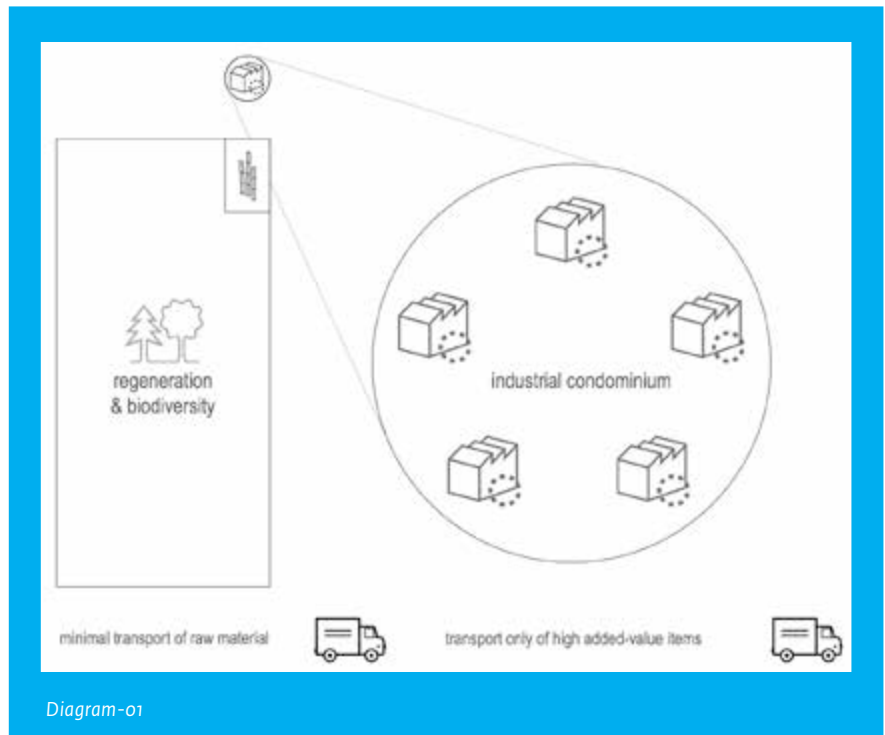 regeneration
& biodiversity
industrial condominium
minimal transport of raw material
transport only of high added-value items
Diagram-01